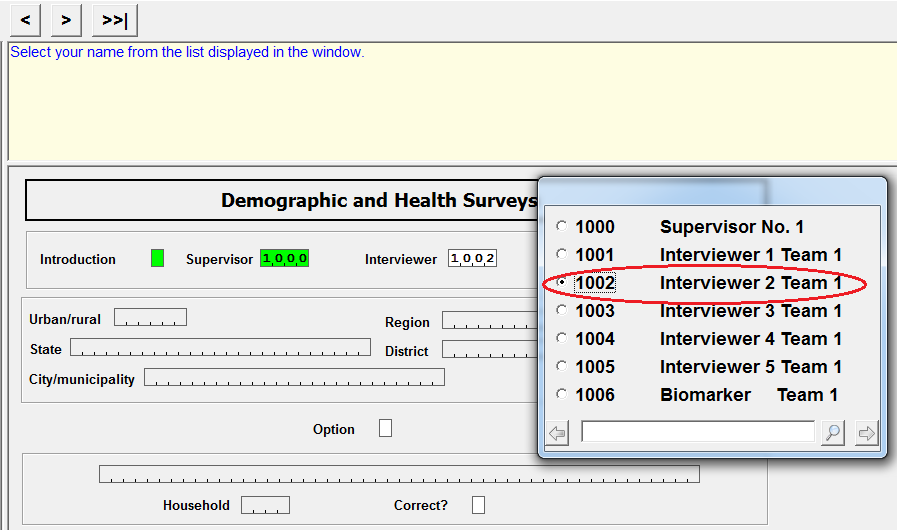 < > >>|
Select your name from the list displayed in the window.
Demographic and Health Surveys
Introduction Supervisor 1000 Interviewer 1002
Urban/rural Region
State District
City/municipality
Option
Household Correct?
1000 Supervisor No. 1
1001 Interviewer 1 Team 1
1002 Interviewer 2 Team 1
1003 Interviewer 3 Team 1
1004 Interviewer 4 Team 1
1005 Interviewer 5 Team 1
1006 Biomarker Team 1